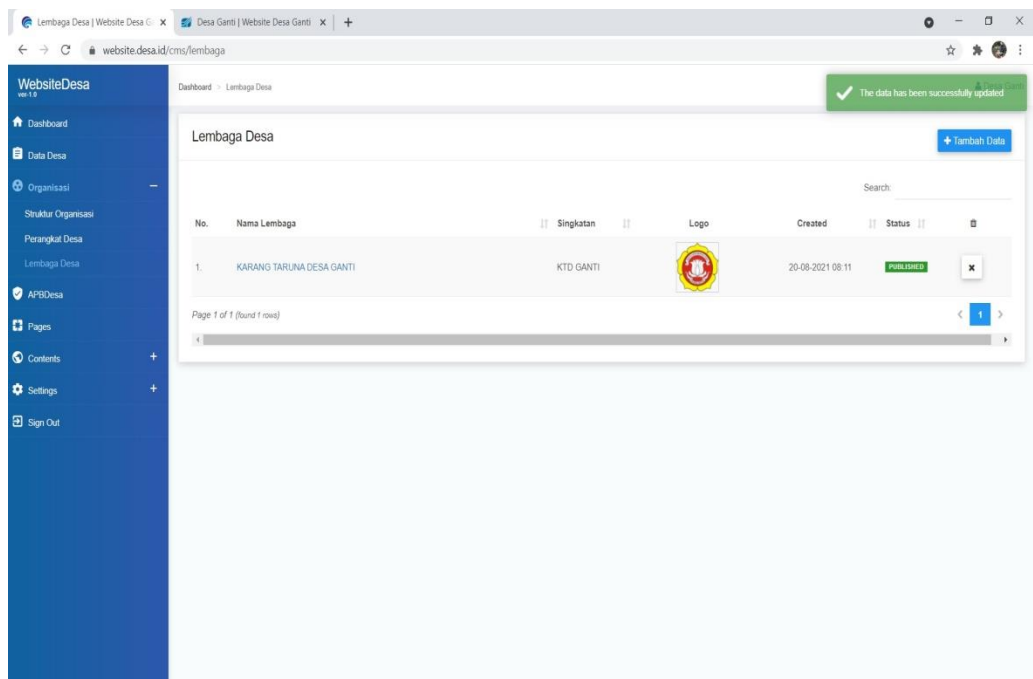 Lembaga Desa | Website Desa G
Desa Ganti | Website Desa Ganti
website.desa.id/cms/lembaga
WebsiteDesa
ver-1.0
Dashboard
Data Desa
Organisasi
Struktur Organisasi
Perangkat Desa
Lembaga Desa
APBDesa
Pages
Contents
Settings
Sign Out
Dashboard > Lembaga Desa
Desa Ganti
The data has been successfully updated
Lembaga Desa
+ Tambah Data
Search:
No. Nama Lembaga Singkatan Logo Created Status
1. KARANG TARUNA DESA GANTI KTD GANTI 20-08-2021 08:11 PUBLISHED
Page 1 of 1 (found 1 rows)
1